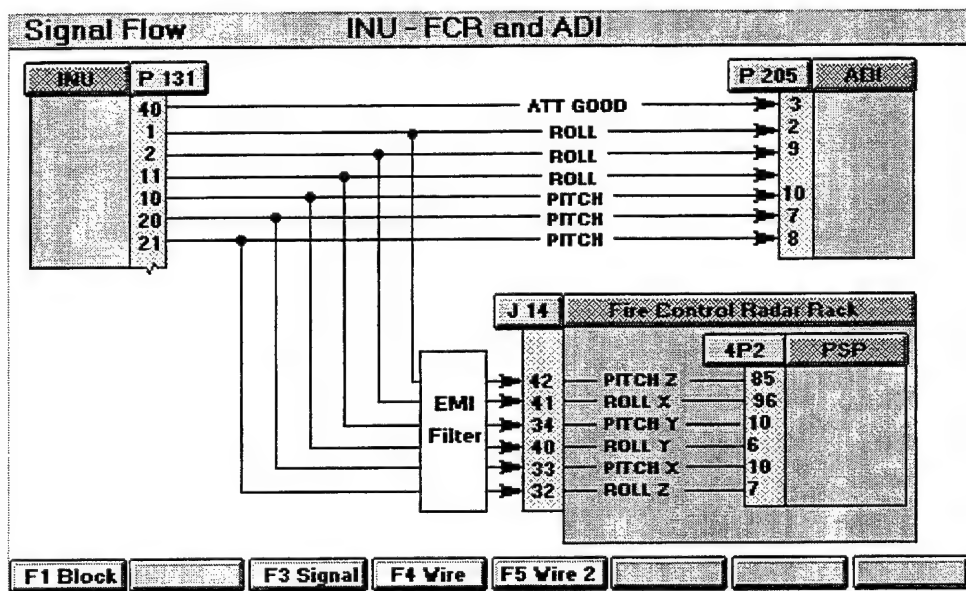 Signal Flow INU - FCR and ADI
INU P 131 P 205 ADI
40 ATT GOOD 3
1 ROLL 2
2 ROLL 9
11 ROLL
10 PITCH 10
20 PITCH 7
21 PITCH 8
J 14 Fire Control Radar Rack
4P2 PSP
EMI
Filter
42 PITCH Z 85
41 ROLL X 96
34 PITCH Y 10
40 ROLL Y 6
33 PITCH X 10
32 ROLL Z 7
F1 Block F3 Signal F4 Wire F5 Wire 2